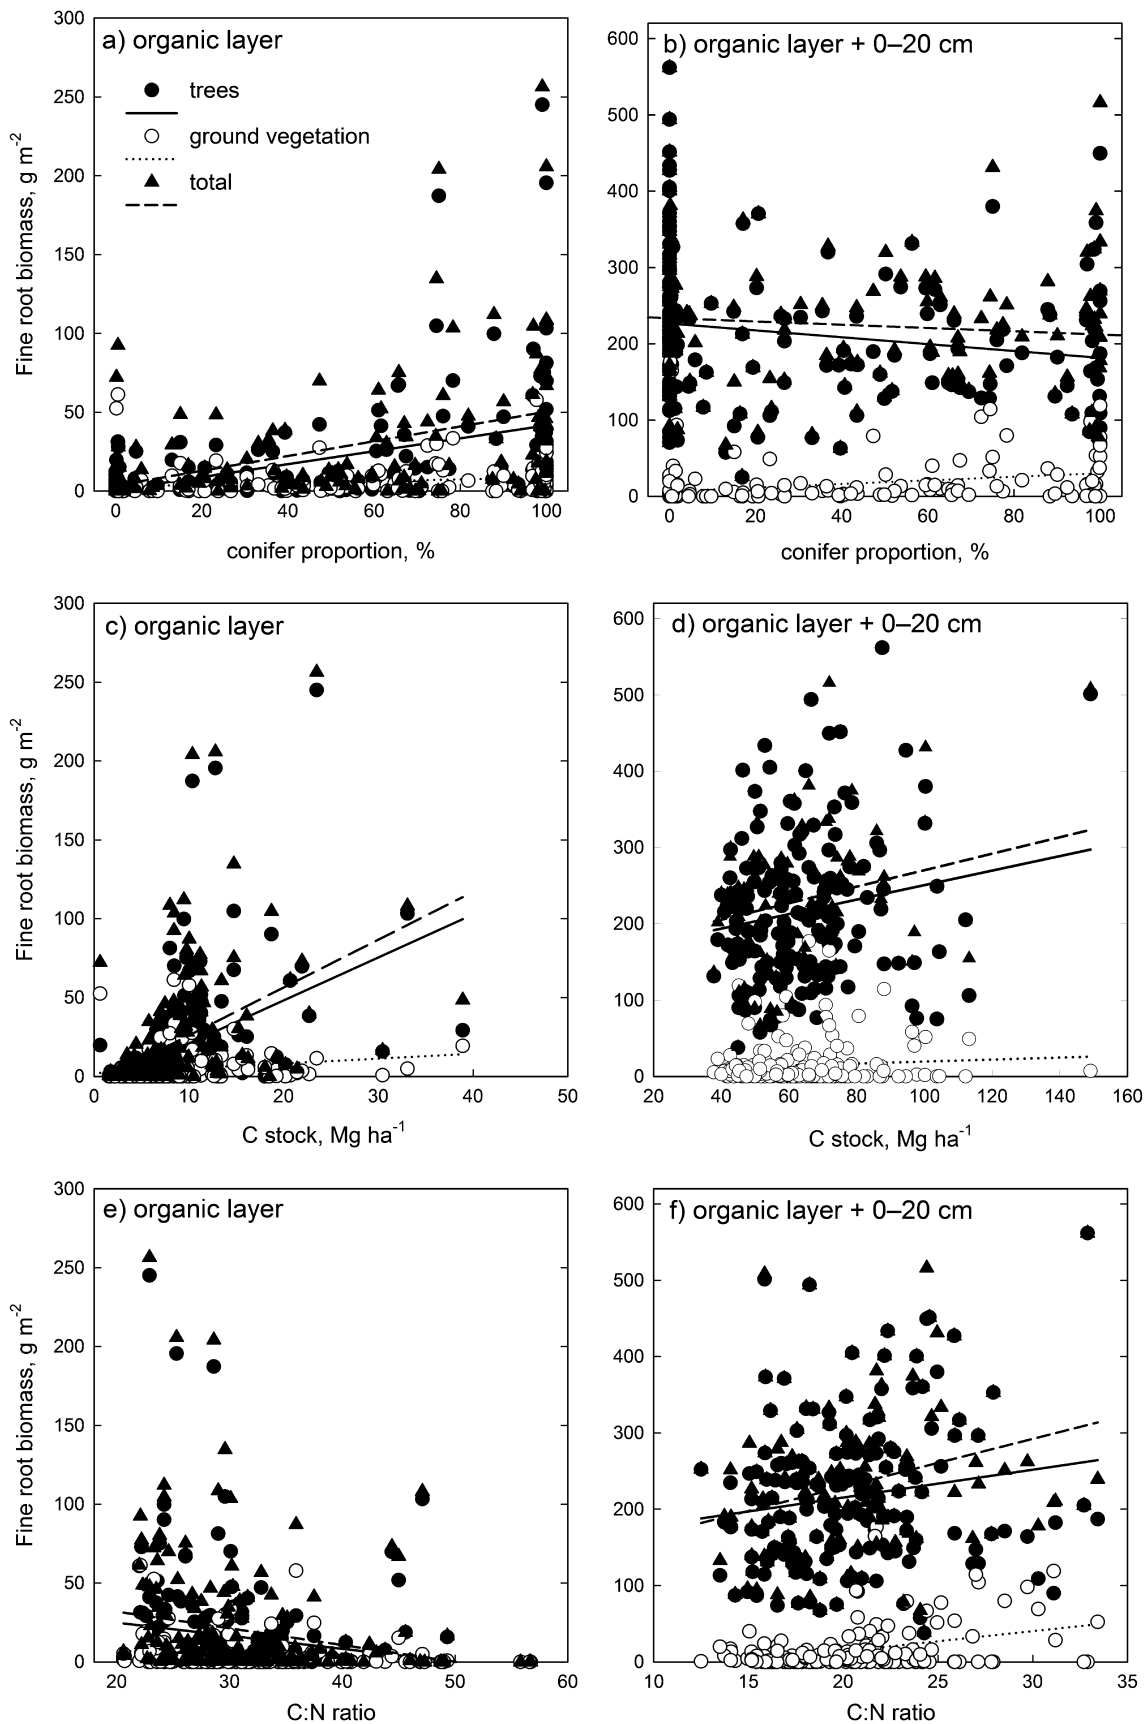 a) organic layer
trees
ground vegetation
total
Fine root biomass, g m-2
300
250
200
150
100
50
0
0 20 40 60 80 100
conifer proportion, %
b) organic layer + 0–20 cm
600
500
400
300
200
100
0
0 20 40 60 80 100
conifer proportion, %
c) organic layer
Fine root biomass, g m-2
300
250
200
150
100
50
0
0 10 20 30 40 50
C stock, Mg ha-1
d) organic layer + 0–20 cm
600
500
400
300
200
100
0
20 40 60 80 100 120 140 160
C stock, Mg ha-1
e) organic layer
Fine root biomass, g m-2
300
250
200
150
100
50
0
20 30 40 50 60
C:N ratio
f) organic layer + 0–20 cm
600
500
400
300
200
100
0
10 15 20 25 30 35
C:N ratio